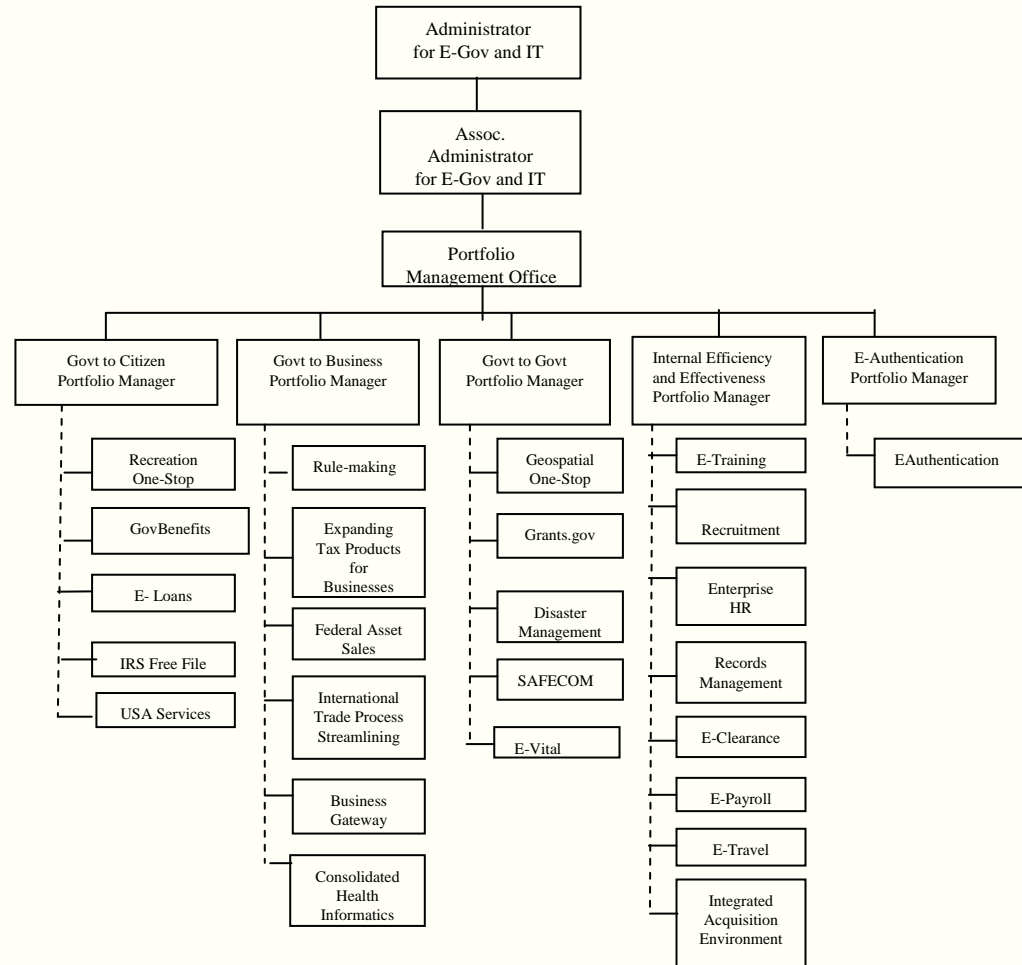 Administrator
for E-Gov and IT
Assoc.
Administrator
for E-Gov and IT
Portfolio
Management Office
Govt to Citizen
Portfolio Manager
Recreation
One-Stop
GovBenefits
E- Loans
IRS Free File
USA Services
Govt to Business
Portfolio Manager
Rule-making
Expanding
Tax Products
for
Businesses
Federal Asset
Sales
International
Trade Process
Streamlining
Business
Gateway
Consolidated
Health
Informatics
Govt to Govt
Portfolio Manager
Geospatial
One-Stop
Grants.gov
Disaster
Management
SAFECOM
E-Vital
Internal Efficiency
and Effectiveness
Portfolio Manager
E-Training
Recruitment
Enterprise
HR
Records
Management
E-Clearance
E-Payroll
E-Travel
Integrated
Acquisition
Environment
E-Authentication
Portfolio Manager
EAuthentication